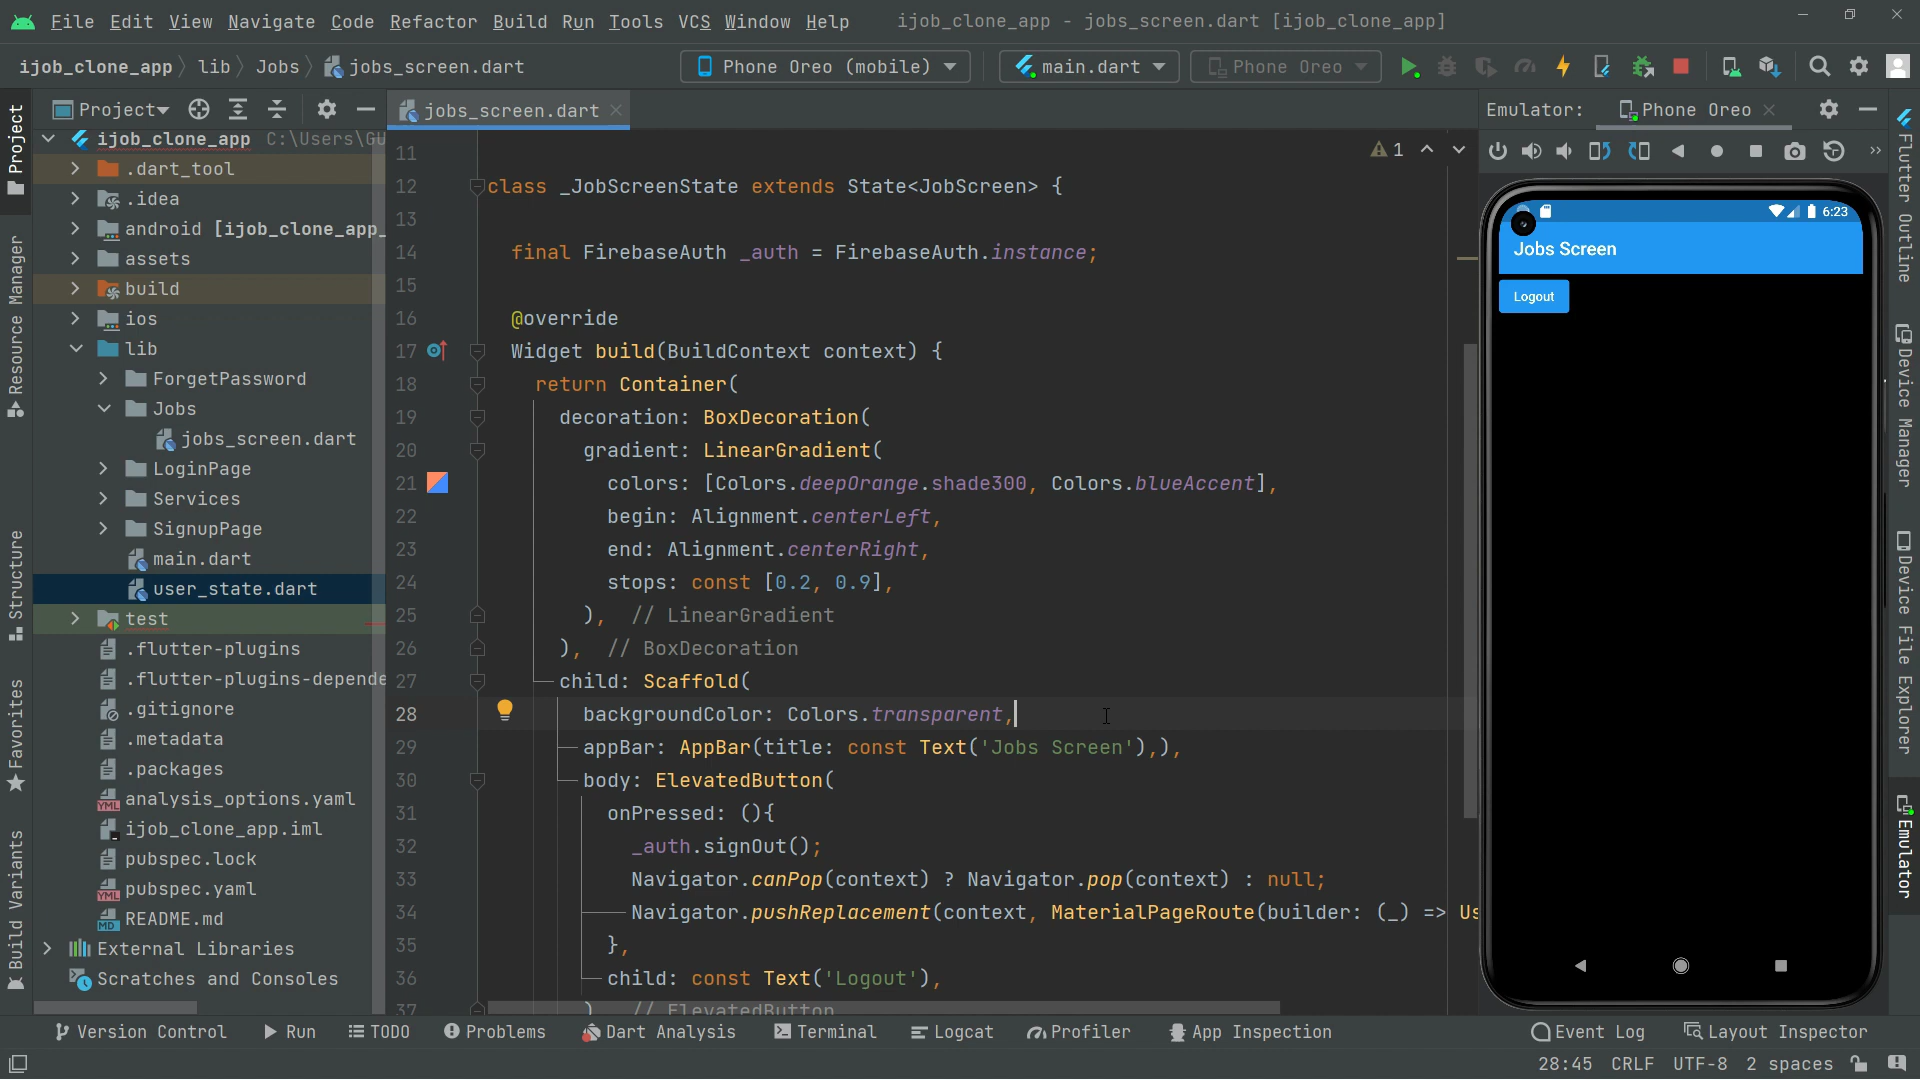 File Edit View Navigate Code Refactor Build Run Tools VCS Window Help ijob_clone_app - jobs_screen.dart [ijob_clone_app]
ijob_clone_app lib Jobs jobs_screen.dart Phone Oreo (mobile) main.dart Phone Oreo
Project
jobs_screen.dart
Emulator: Phone Oreo
ijob_clone_app C:\Users\GU
.dart_tool
.idea
android [ijob_clone_app_
assets
build
ios
lib
ForgetPassword
Jobs
jobs_screen.dart
LoginPage
Services
SignupPage
main.dart
user_state.dart
test
.flutter-plugins
.flutter-plugins-depende
.gitignore
.metadata
.packages
analysis_options.yaml
ijob_clone_app.iml
pubspec.lock
pubspec.yaml
README.md
External Libraries
Scratches and Consoles
Project
Resource Manager
Structure
Favorites
Build Variants
1
11
12 class _JobScreenState extends State<JobScreen> {
13
14 final FirebaseAuth _auth = FirebaseAuth.instance;
15
16 @override
17 Widget build(BuildContext context) {
18 return Container(
19 decoration: BoxDecoration(
20 gradient: LinearGradient(
21 colors: [Colors.deepOrange.shade300, Colors.blueAccent],
22 begin: Alignment.centerLeft,
23 end: Alignment.centerRight,
24 stops: const [0.2, 0.9],
25 ), // LinearGradient
26 ), // BoxDecoration
27 child: Scaffold(
28 backgroundColor: Colors.transparent,
29 appBar: AppBar(title: const Text('Jobs Screen'),),
30 body: ElevatedButton(
31 onPressed: (){
32 _auth.signOut();
33 Navigator.canPop(context) ? Navigator.pop(context) : null;
34 Navigator.pushReplacement(context, MaterialPageRoute(builder: (_) => Us
35 },
36 child: const Text('Logout'),
37 ) // ElevatedButton
6:23
Jobs Screen
Logout
Flutter Outline
Device Manager
Device File Explorer
Emulator
Version Control Run TODO Problems Dart Analysis Terminal Logcat Profiler App Inspection Event Log Layout Inspector
28:45 CRLF UTF-8 2 spaces